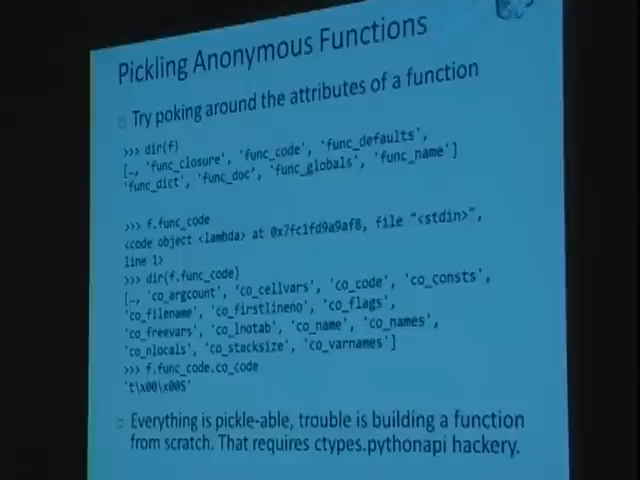 Pickling Anonymous Functions
Try poking around the attributes of a function
>>> dir(f)
[…, 'func_closure', 'func_code', 'func_defaults',
'func_dict', 'func_doc', 'func_globals', 'func_name']
>>> f.func_code
<code object <lambda> at 0x7fc1fd9a9af8, file "<stdin>",
line 1>
>>> dir(f.func_code)
[…, 'co_argcount', 'co_cellvars', 'co_code', 'co_consts',
'co_filename', 'co_firstlineno', 'co_flags',
'co_freevars', 'co_lnotab', 'co_name', 'co_names',
'co_nlocals', 'co_stacksize', 'co_varnames']
>>> f.func_code.co_code
't\x00\x00S'
Everything is pickle-able, trouble is building a function
from scratch. That requires ctypes.pythonapi hackery.